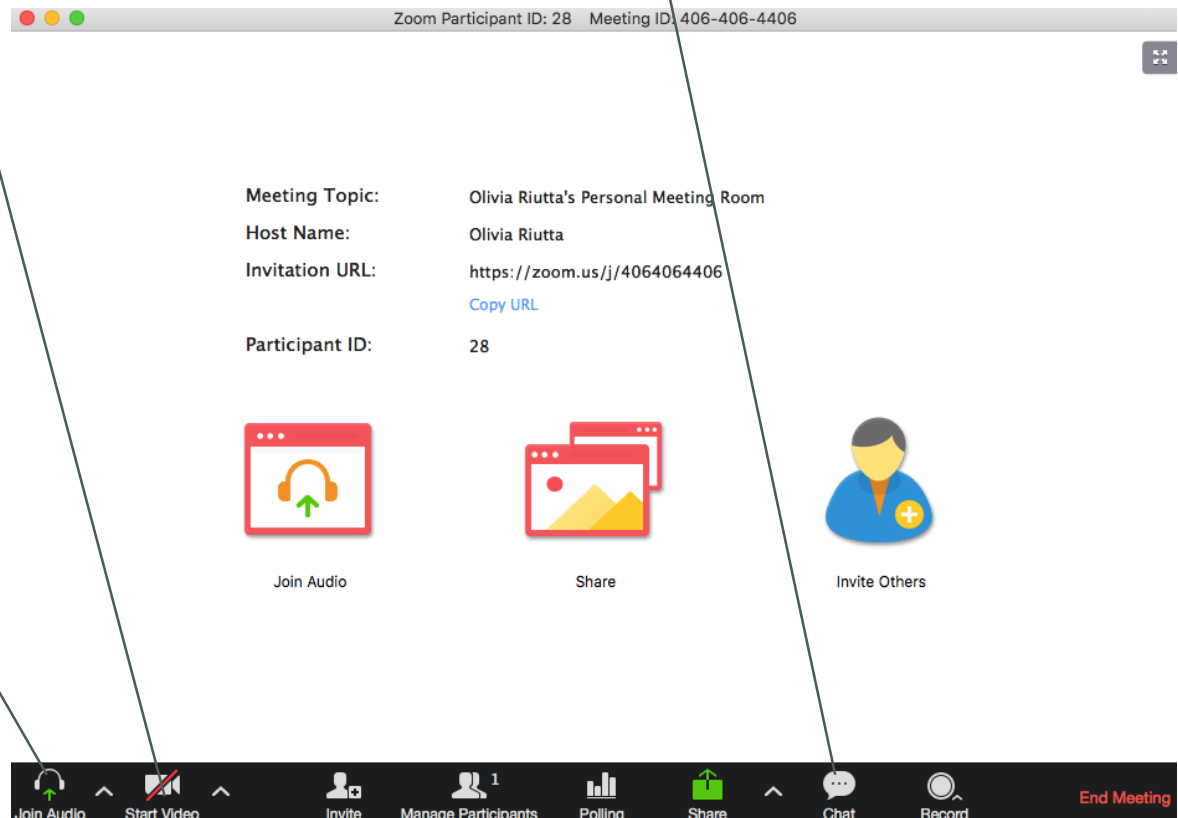 Zoom Participant ID: 28 Meeting ID: 406-406-4406
Meeting Topic: Olivia Riutta's Personal Meeting Room
Host Name: Olivia Riutta
Invitation URL: https://zoom.us/j/4064064406
Copy URL
Participant ID: 28
Join Audio Share Invite Others
1
Join Audio Start Video Invite Manage Participants Polling Share Chat Record End Meeting